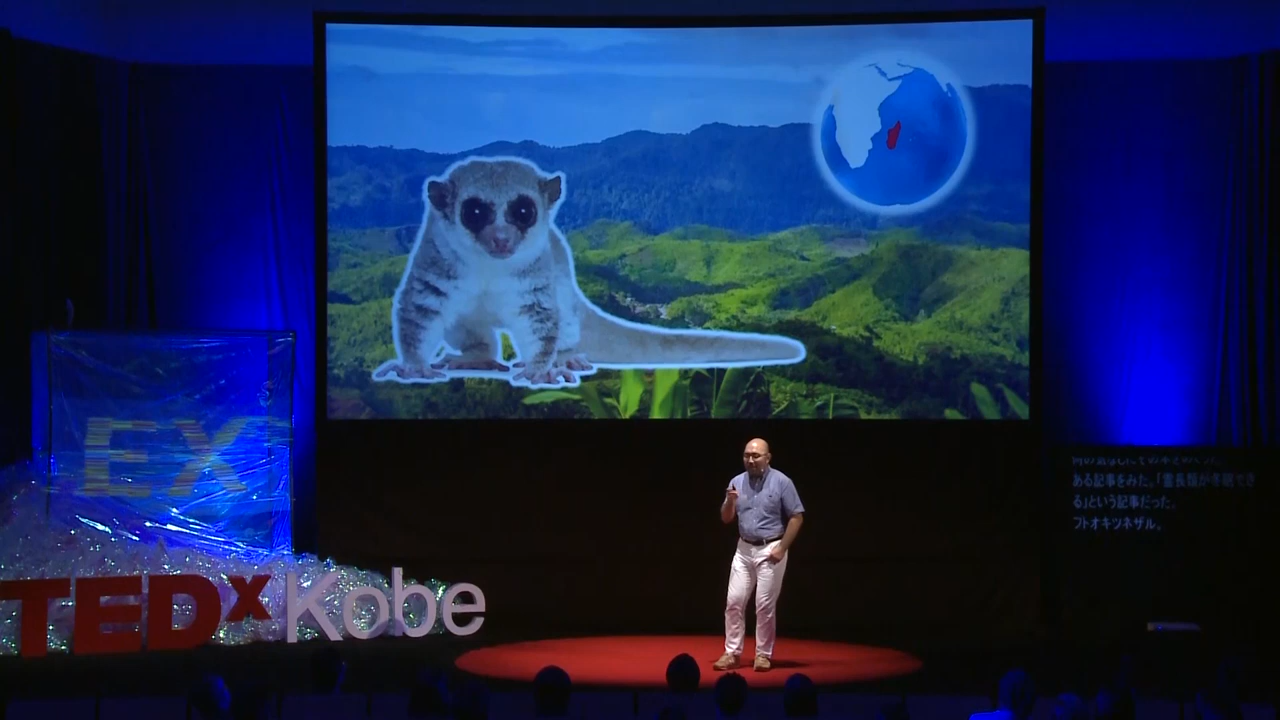 EX
TEDxKobe
ある記事をみた。「霊長類が冬眠でき
る」という記事だった。
フトオキツネザル。